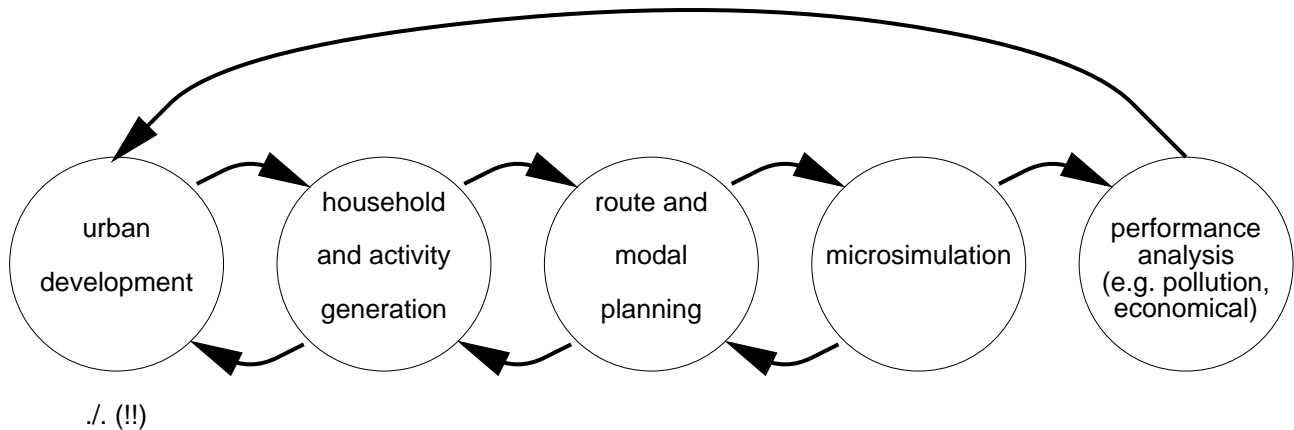 urban
development
household
and activity
generation
route and
modal
planning
microsimulation
performance
analysis
(e.g. pollution,
economical)
./. (!!)